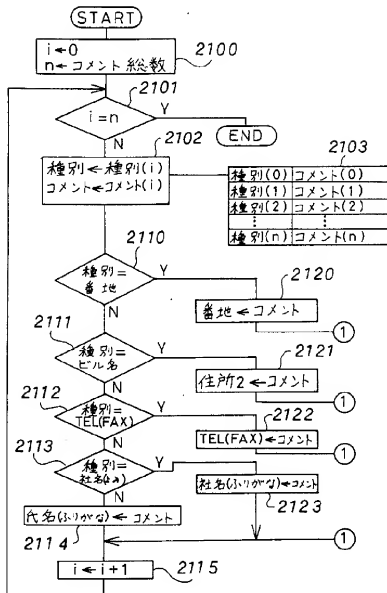 START
i←0
n←コメント総数
2100
2101
i=n
Y
N
END
2102
種別←種別(i)
コメント←コメント(i)
2103
種別(0) コメント(0)
種別(1) コメント(1)
種別(2) コメント(2)
⋮ ⋮
種別(n) コメント(n)
2110
種別=
番地
Y
N
2120
番地←コメント
①
2111
種別=
ビル名
Y
N
2121
住所2←コメント
①
2112
種別=
TEL(FAX)
Y
N
2122
TEL(FAX)←コメント
①
2113
種別=
Y
N
社名(ふりがな)←コメント
2123
氏名(ふりがな)←コメント
2114
①
i←i+1
2115